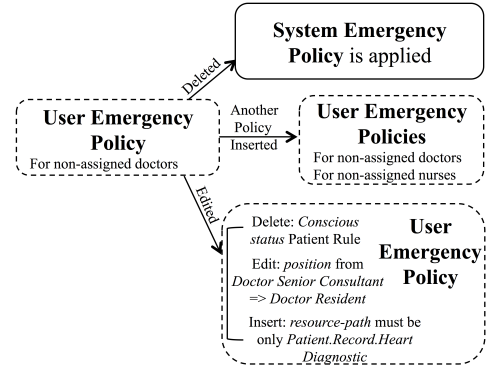 System Emergency
Policy is applied
Deleted
User Emergency
Policy
For non-assigned doctors
Another
Policy
Inserted
User Emergency
Policies
For non-assigned doctors
For non-assigned nurses
Edited
Delete: Conscious
status Patient Rule
Edit: position from
Doctor Senior Consultant
=> Doctor Resident
Insert: resource-path must be
only Patient.Record.Heart
Diagnostic
User
Emergency
Policy